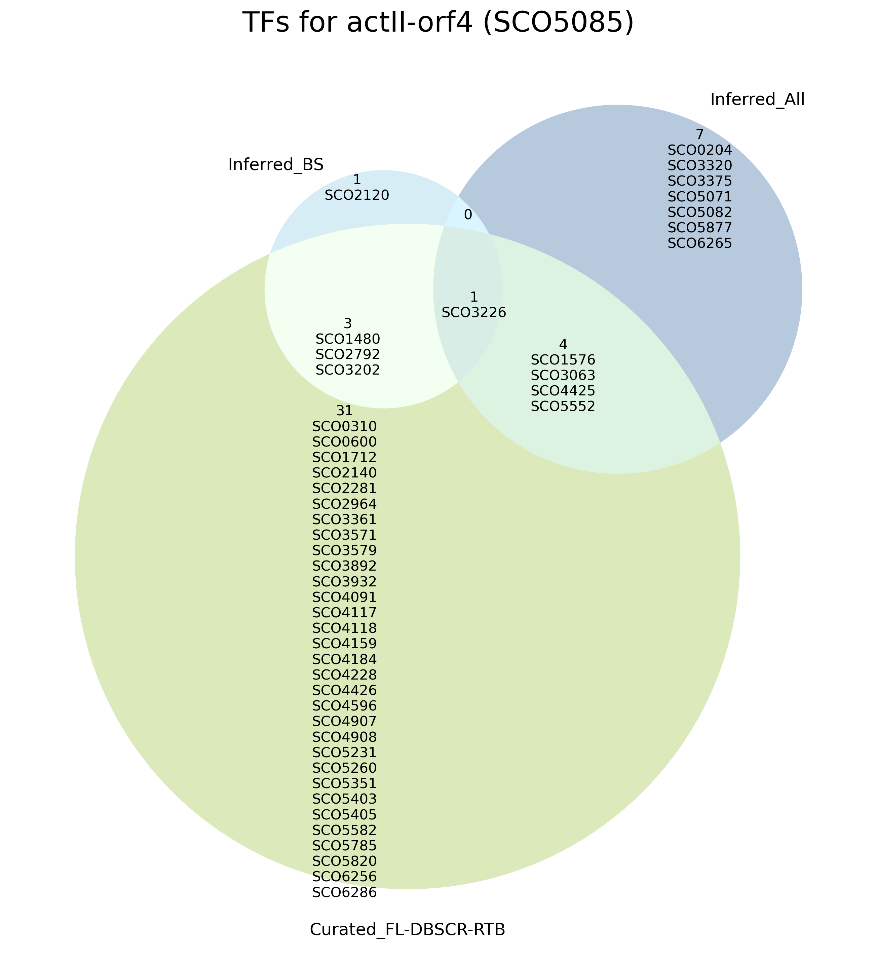 TFs for actII-orf4 (SCO5085)
Inferred_All
Inferred_BS
7
SCO0204
SCO3320
SCO3375
SCO5071
SCO5082
SCO5877
SCO6265
1
SCO2120
0
1
SCO3226
3
SCO1480
SCO2792
SCO3202
4
SCO1576
SCO3063
SCO4425
SCO5552
31
SCO0310
SCO0600
SCO1712
SCO2140
SCO2281
SCO2964
SCO3361
SCO3571
SCO3579
SCO3892
SCO3932
SCO4091
SCO4117
SCO4118
SCO4159
SCO4184
SCO4228
SCO4426
SCO4596
SCO4907
SCO4908
SCO5231
SCO5260
SCO5351
SCO5403
SCO5405
SCO5582
SCO5785
SCO5820
SCO6256
SCO6286
Curated_FL-DBSCR-RTB